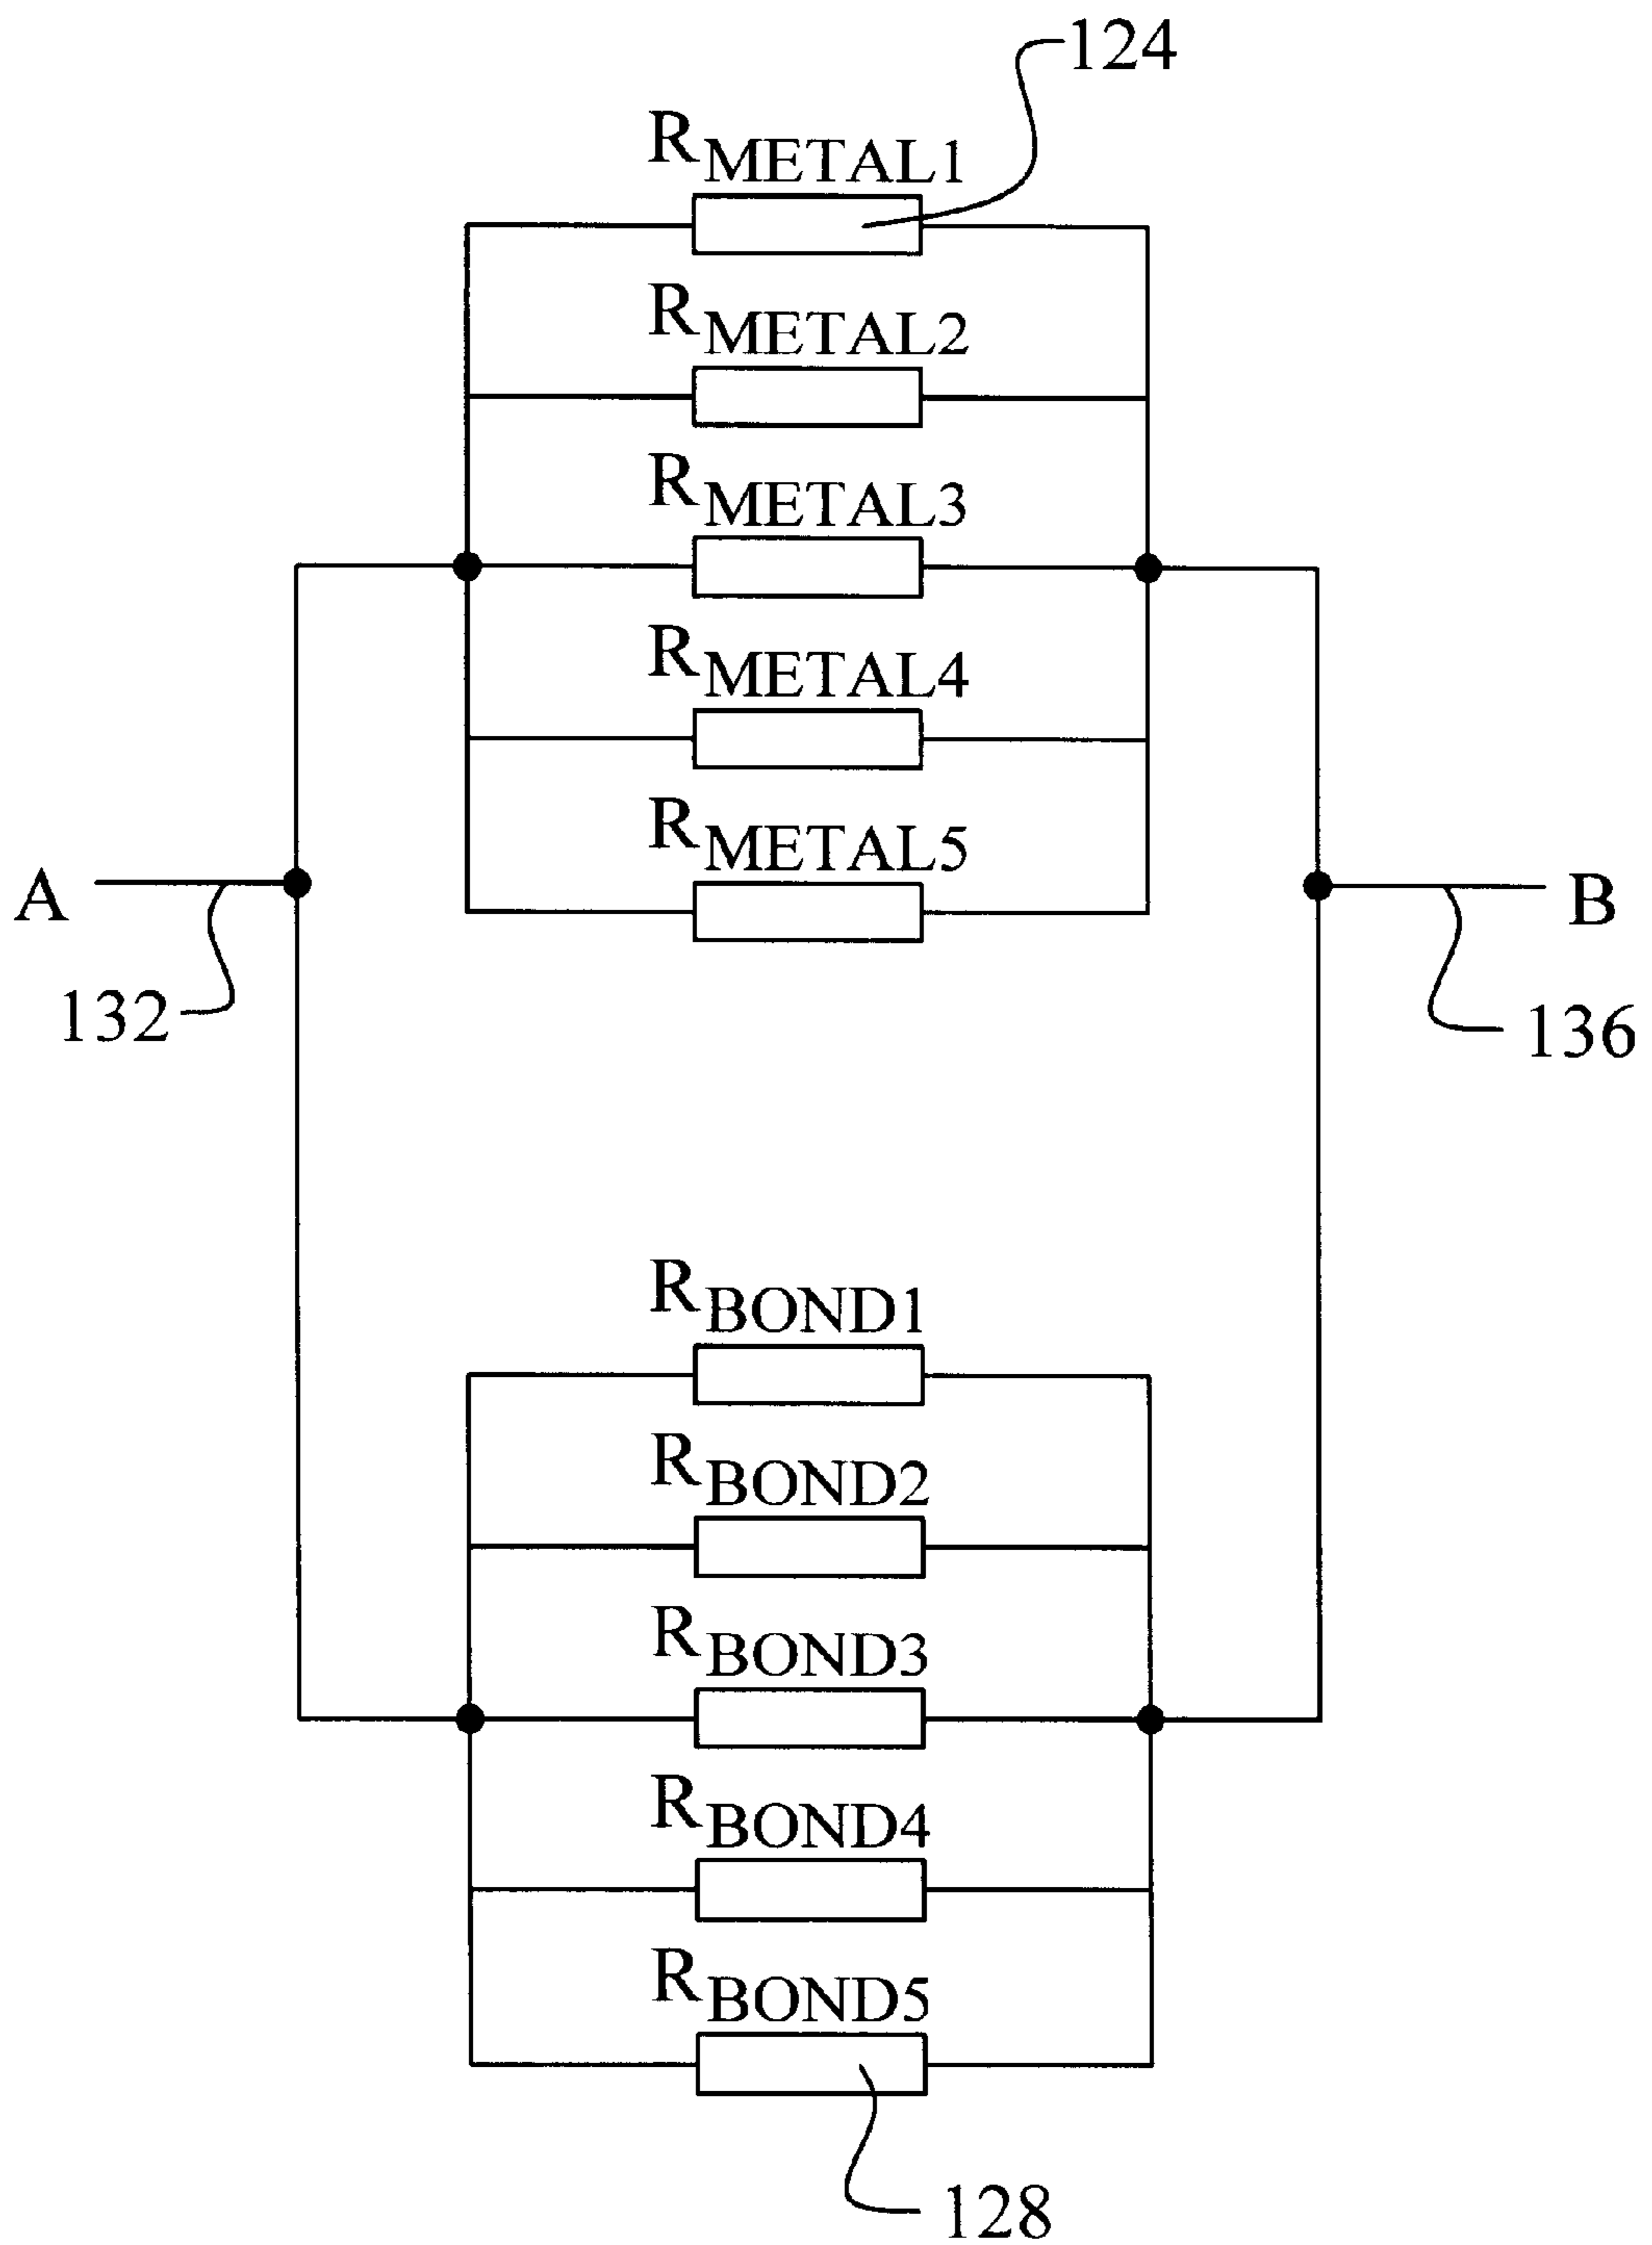 124
RMETAL1
RMETAL2
RMETAL3
RMETAL4
RMETAL5
A
B
132
136
RBOND1
RBOND2
RBOND3
RBOND4
RBOND5
128